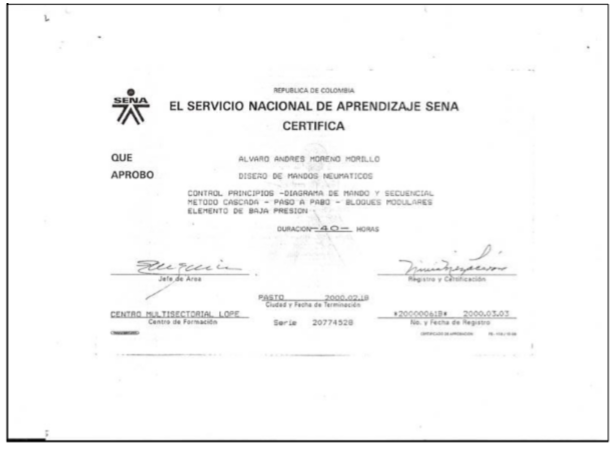 REPUBLICA DE COLOMBIA
SENA
EL SERVICIO NACIONAL DE APRENDIZAJE SENA
CERTIFICA
QUE ALVARO ANDRES MORENO MORILLO
APROBO DISEÑO DE MANDOS NEUMATICOS
CONTROL PRINCIPIOS -DIAGRAMA DE MANDO Y SECUENCIAL
METODO CASCADA - PASO A PASO - BLOQUES MODULARES
ELEMENTO DE BAJA PRESION
DURACION -40- HORAS
Jefe de Area Registro y Certificación
PASTO 2000.02.18
Ciudad y Fecha de Terminación
CENTRO MULTISECTORIAL LOPE *200000618* 2000.03.03
Centro de Formación Serie 20774528 No. y Fecha de Registro